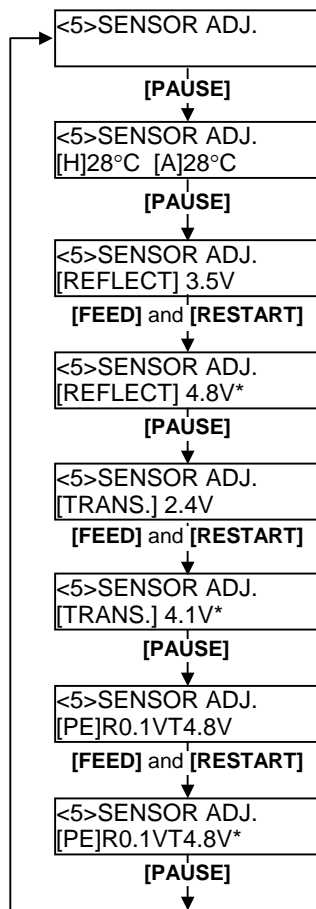 <5>SENSOR ADJ.
[PAUSE]
<5>SENSOR ADJ.
[H]28°C [A]28°C
[PAUSE]
<5>SENSOR ADJ.
[REFLECT] 3.5V
[FEED] and [RESTART]
<5>SENSOR ADJ.
[REFLECT] 4.8V*
[PAUSE]
<5>SENSOR ADJ.
[TRANS.] 2.4V
[FEED] and [RESTART]
<5>SENSOR ADJ.
[TRANS.] 4.1V*
[PAUSE]
<5>SENSOR ADJ.
[PE]R0.1VT4.8V
[FEED] and [RESTART]
<5>SENSOR ADJ.
[PE]R0.1VT4.8V*
[PAUSE]